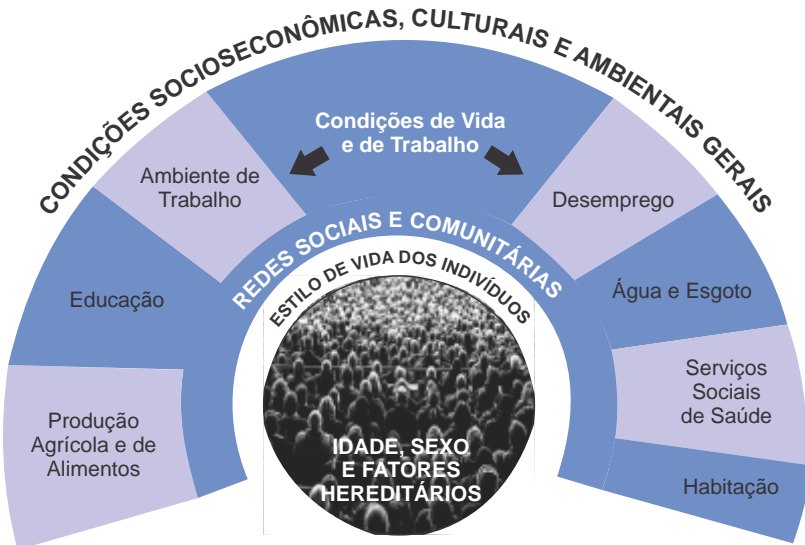 CONDIÇÕES SOCIOSECONÔMICAS, CULTURAIS E AMBIENTAIS GERAIS
Condições de Vida
e de Trabalho
Ambiente de
Trabalho
Desemprego
REDES SOCIAIS E COMUNITÁRIAS
ESTILO DE VIDA DOS INDIVÍDUOS
Educação
Água e Esgoto
Produção
Agrícola e de
Alimentos
Serviços
Sociais
de Saúde
IDADE, SEXO
E FATORES
HEREDITÁRIOS
Habitação